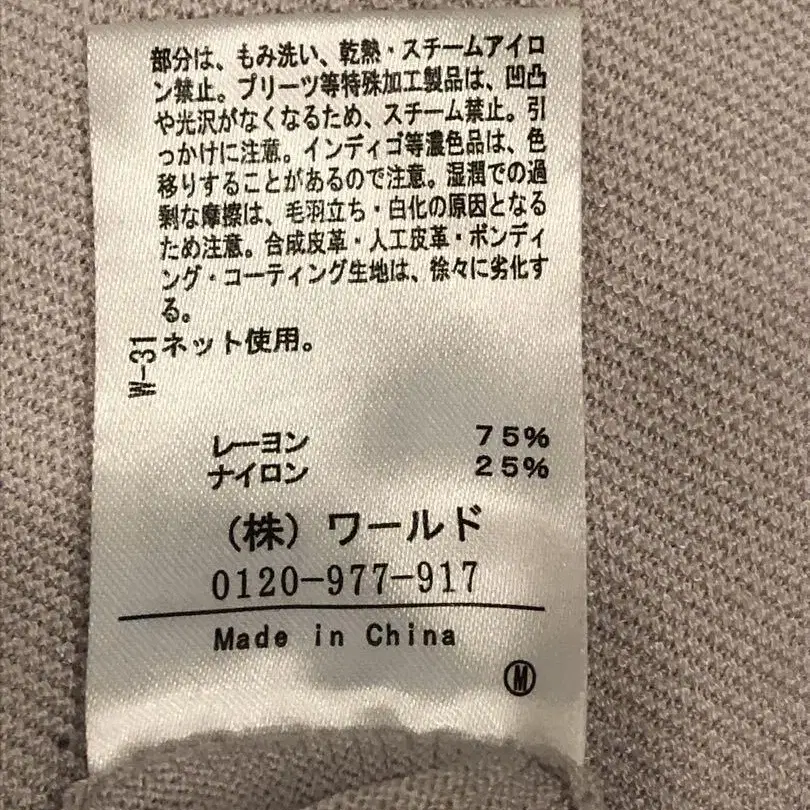 部分は、もみ洗い、乾熱・スチームアイロ
ン禁止。プリーツ等特殊加工製品は、凹凸
や光沢がなくなるため、スチーム禁止。引
っかけに注意。インディゴ等濃色品は、色
移りすることがあるので注意。湿潤での過
剰な摩擦は、毛羽立ち・白化の原因となる
ため注意。合成皮革・人工皮革・ボンディ
ング・コーティング生地は、徐々に劣化す
る。
ネット使用。
W-31
レーヨン 75%
ナイロン 25%
(株)ワールド
0120-977-917
Made in China
Ⓜ